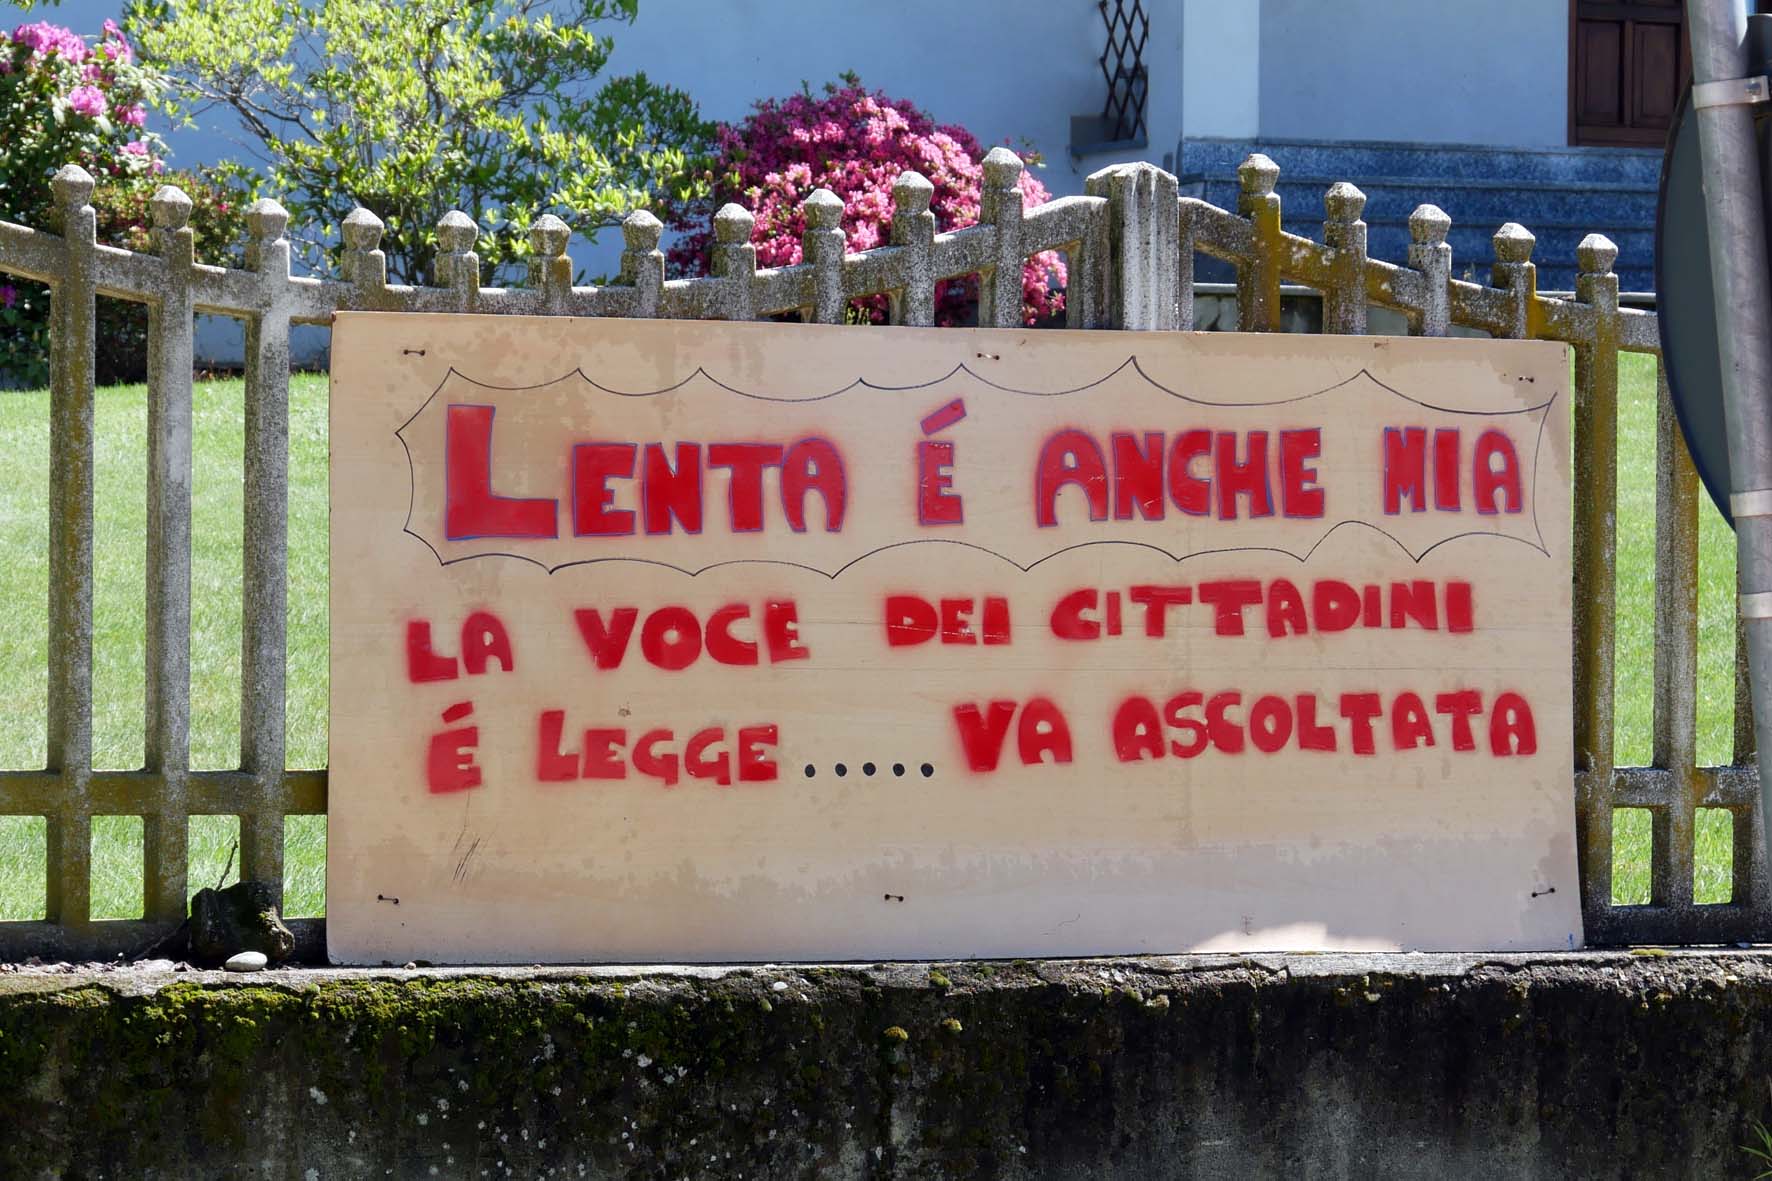 LENTA É ANCHE MIA
LA VOCE DEI CITTADINI
É LEGGE ..... VA ASCOLTATA